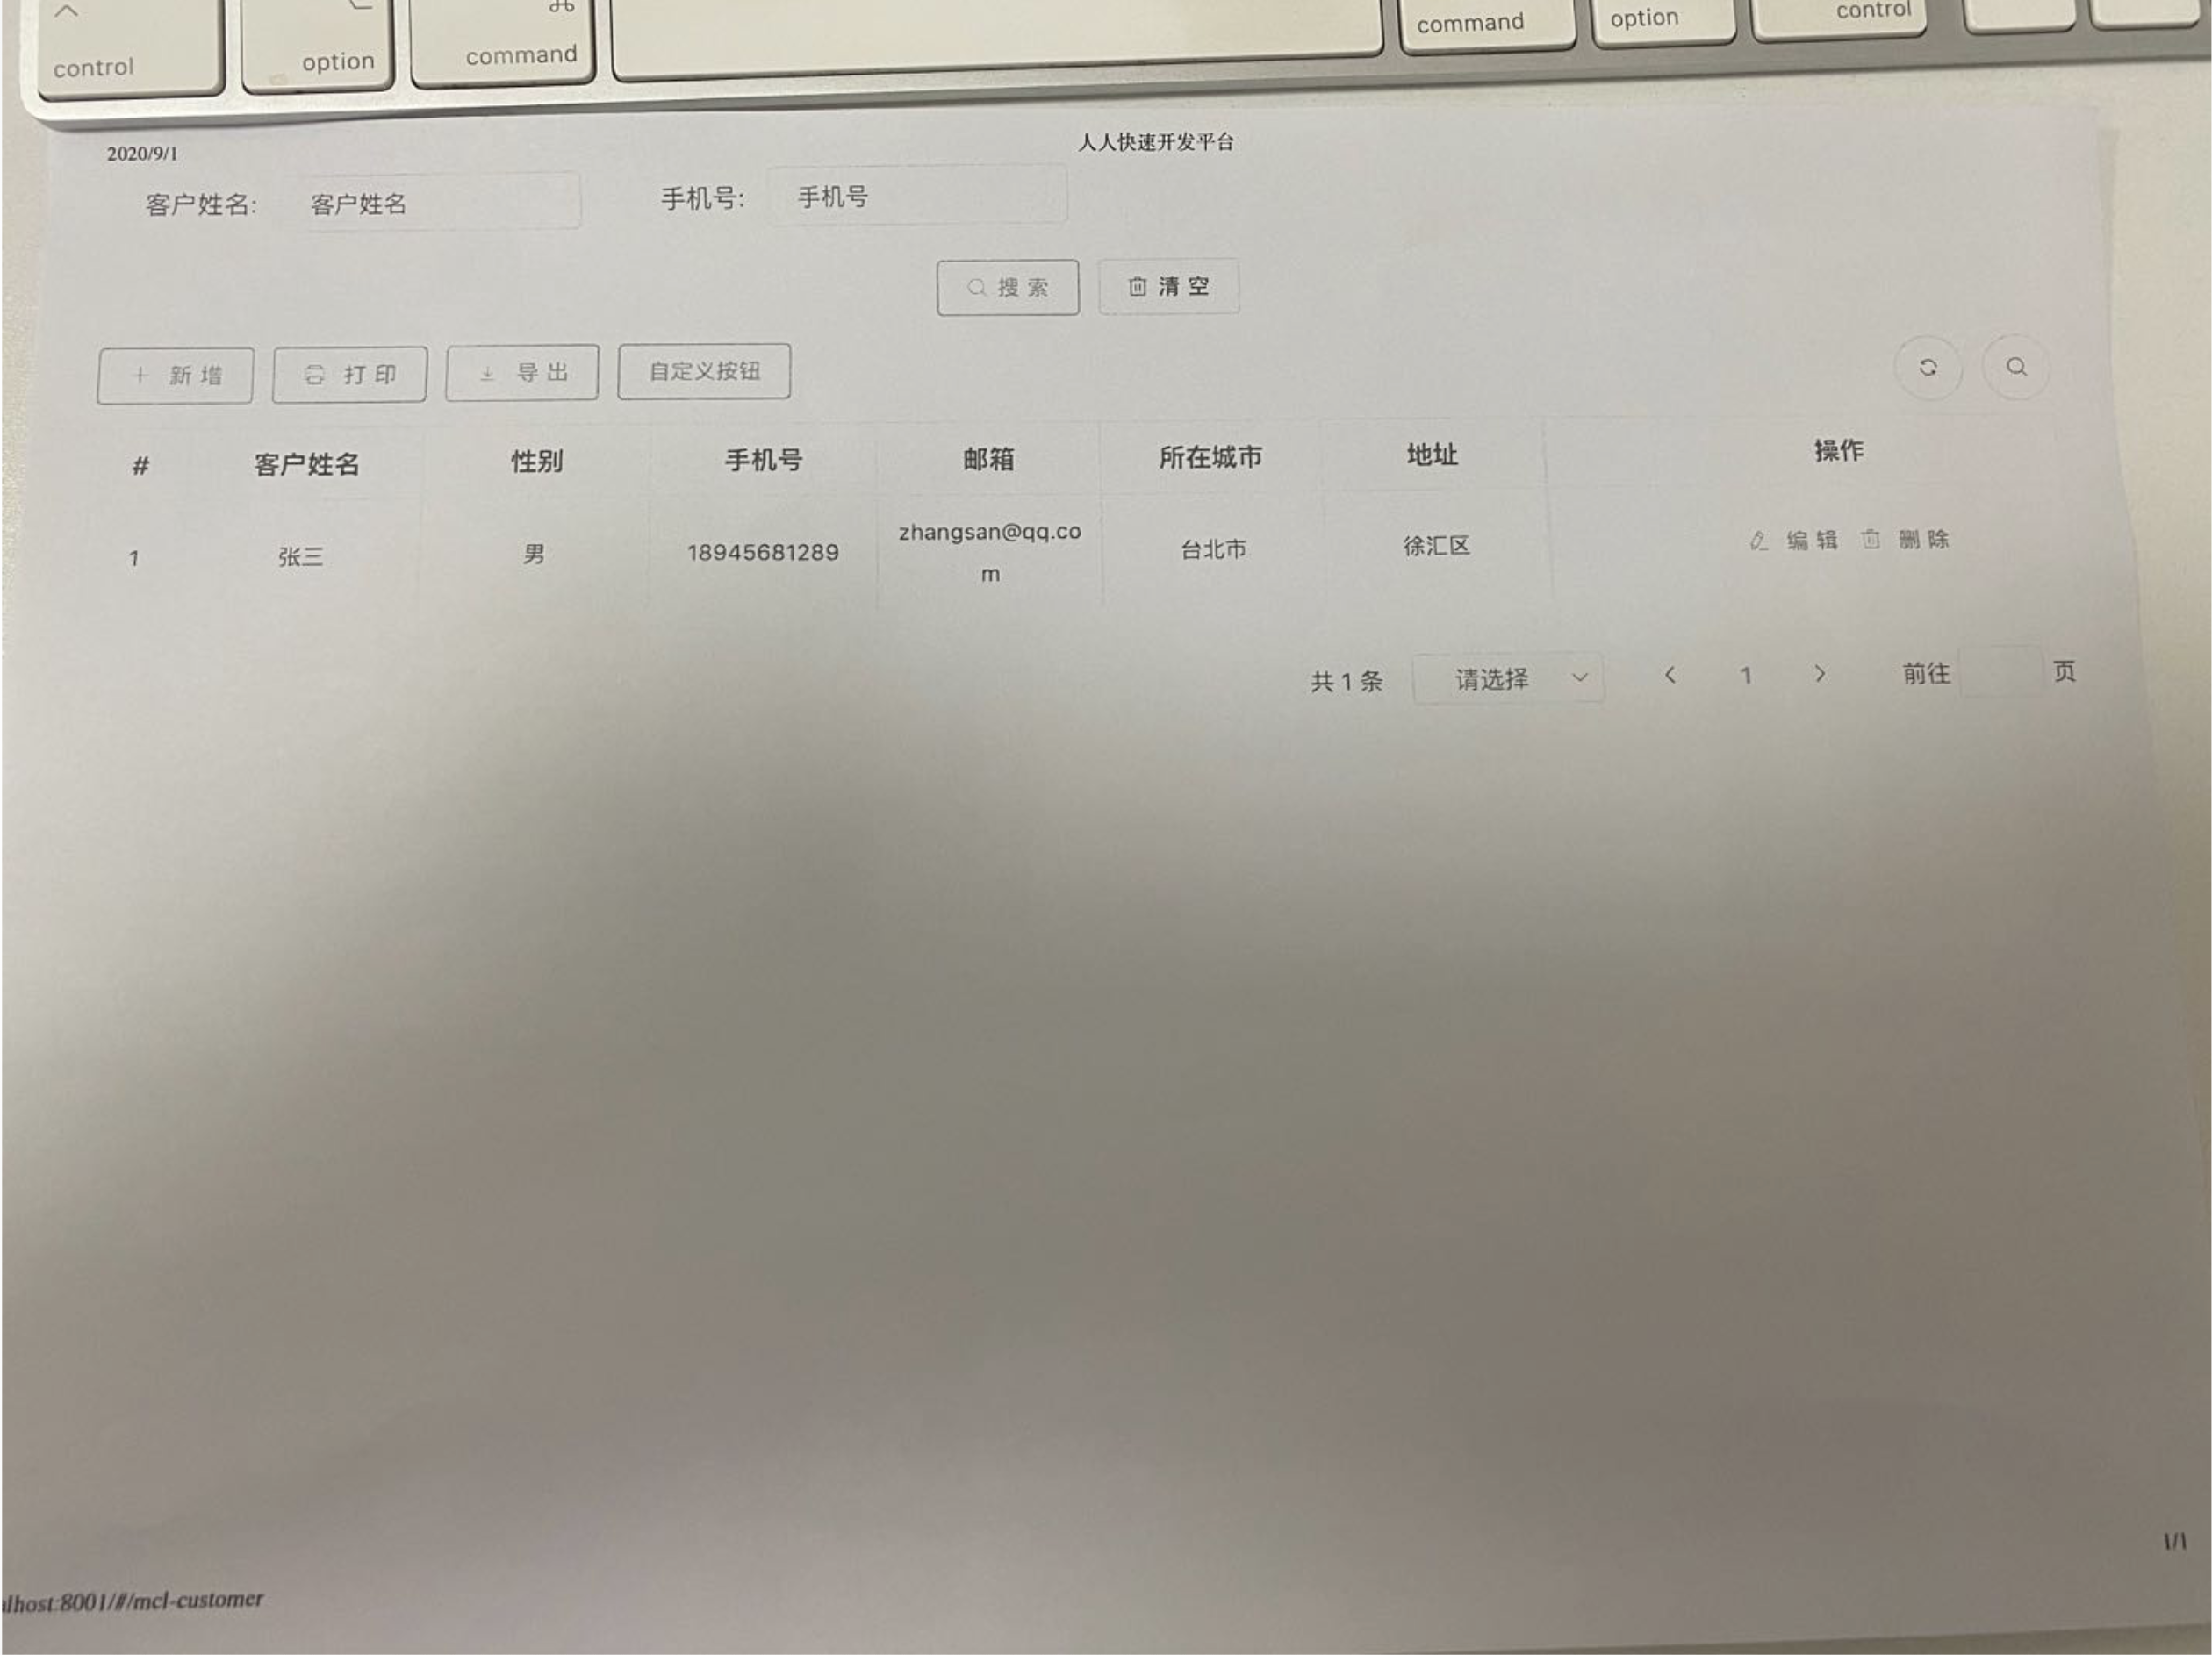 control option command command option control
2020/9/1 人人快速开发平台
客户姓名: 客户姓名 手机号: 手机号
搜索 清空
新增 打印 导出 自定义按钮
# 客户姓名 性别 手机号 邮箱 所在城市 地址 操作
1 张三 男 18945681289 zhangsan@qq.co 台北市 徐汇区 编辑 删除
m
共 1 条 请选择 < 1 > 前往 页
1/1
alhost:8001/#/mcl-customer